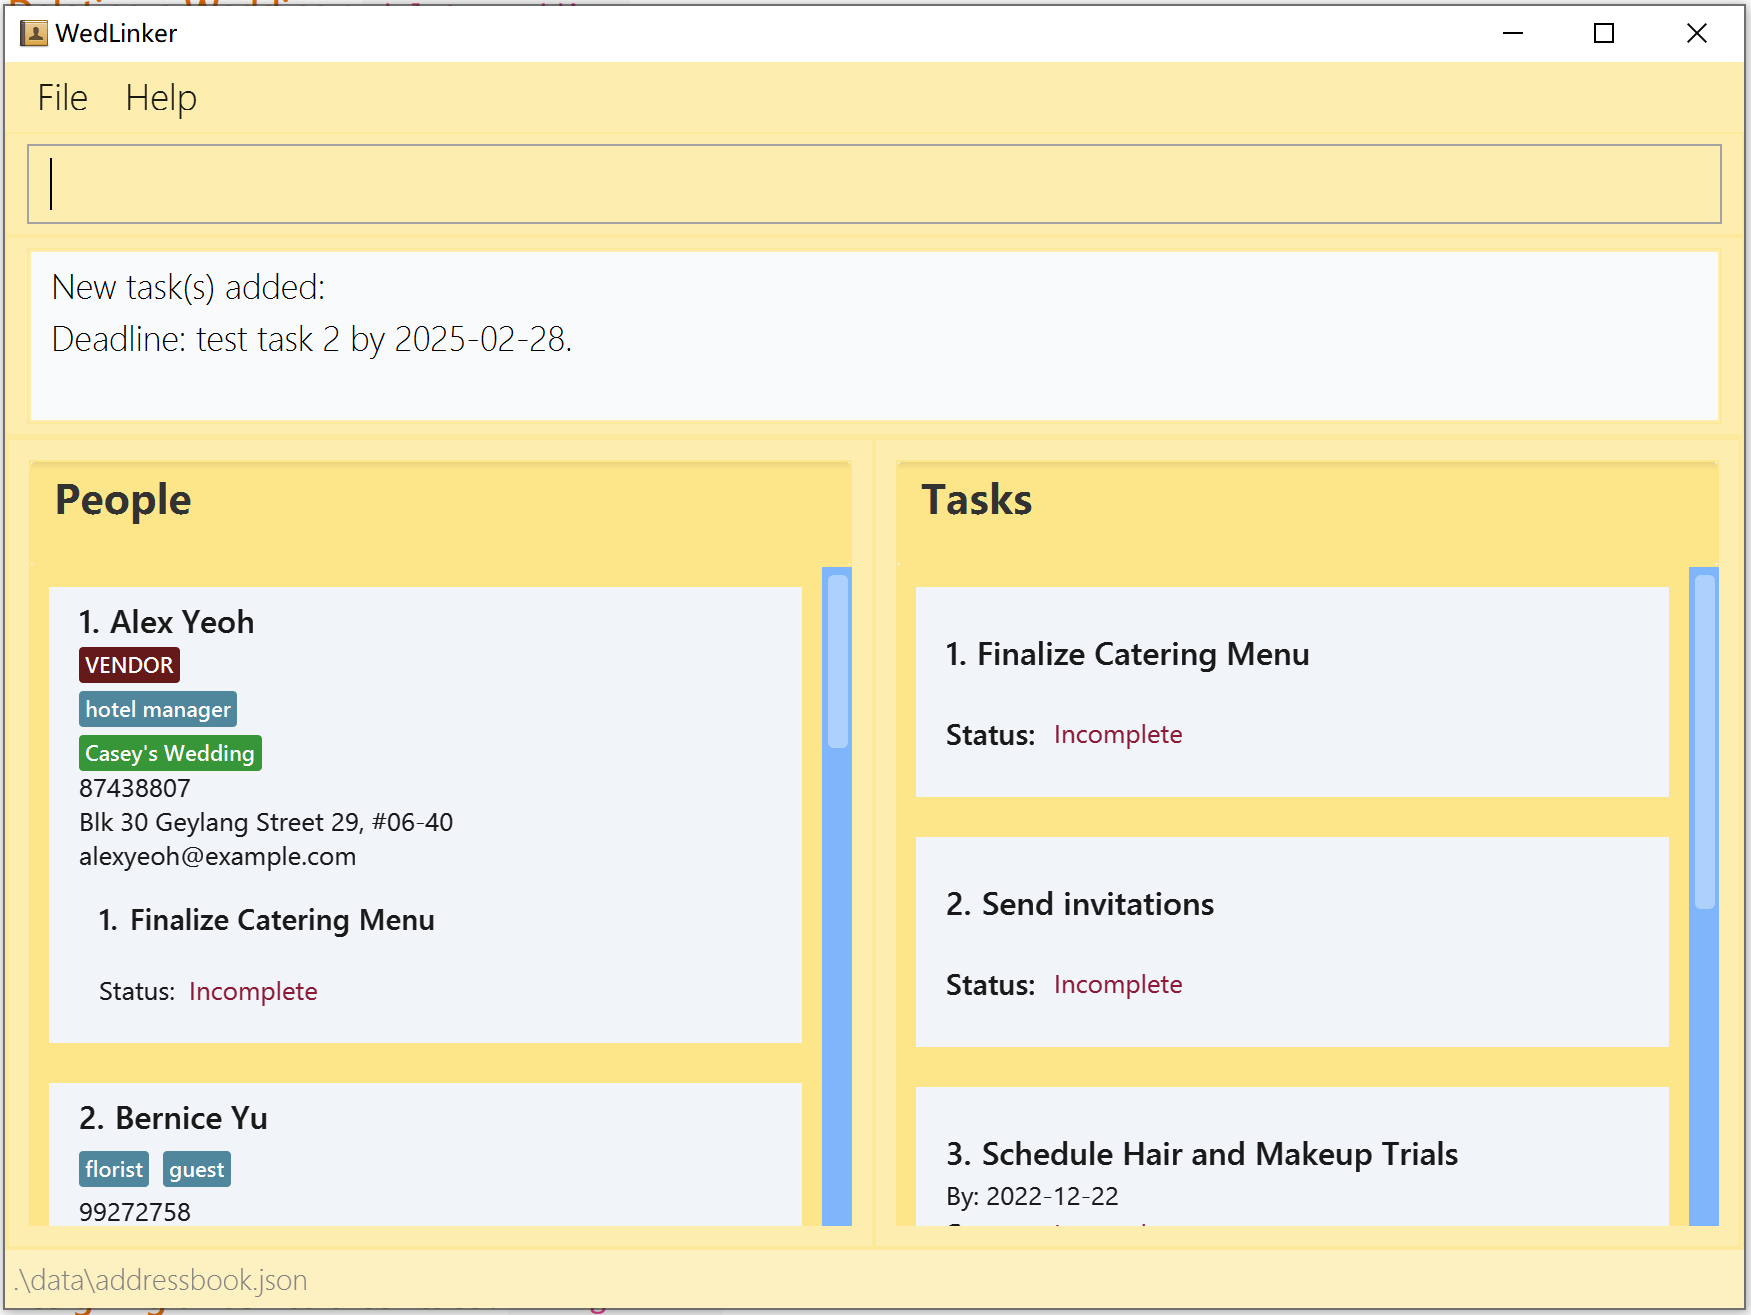 WedLinker
File Help
New task(s) added:
Deadline: test task 2 by 2025-02-28.
People
1. Alex Yeoh
VENDOR
hotel manager
Casey's Wedding
87438807
Blk 30 Geylang Street 29, #06-40
alexyeoh@example.com
1. Finalize Catering Menu
Status: Incomplete
2. Bernice Yu
florist guest
99272758
Tasks
1. Finalize Catering Menu
Status: Incomplete
2. Send invitations
Status: Incomplete
3. Schedule Hair and Makeup Trials
By: 2022-12-22
.\data\addressbook.json